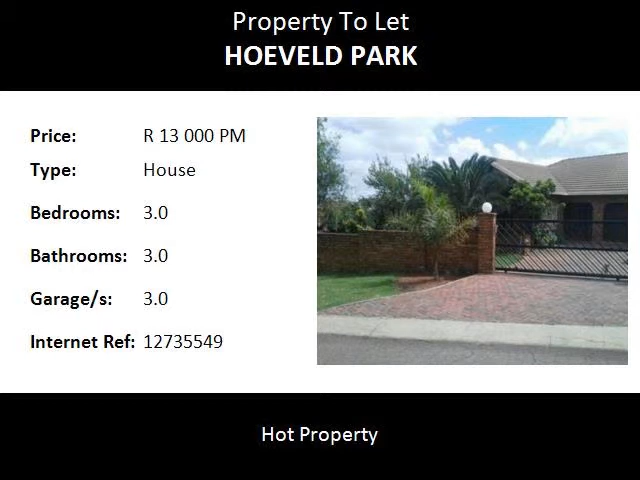 Property To Let
HOEVELD PARK
Price: R 13 000 PM
Type: House
Bedrooms: 3.0
Bathrooms: 3.0
Garage/s: 3.0
Internet Ref: 12735549
Hot Property